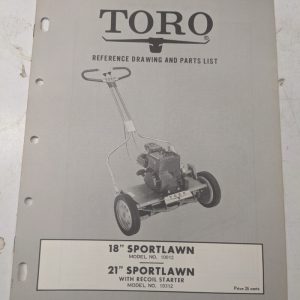 TORO
REFERENCE DRAWING AND PARTS LIST
TORO
18" SPORTLAWN
MODEL NO. 10012
21" SPORTLAWN
WITH RECOIL STARTER
MODEL NO.
Price 25 cents